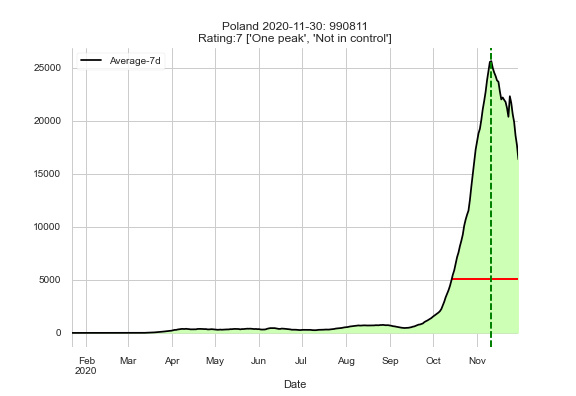 Poland 2020-11-30: 990811
Rating:7 ['One peak', 'Not in control']
Average-7d
25000
20000
15000
10000
5000
0
Feb Mar Apr May Jun Jul Aug Sep Oct Nov
2020
Date